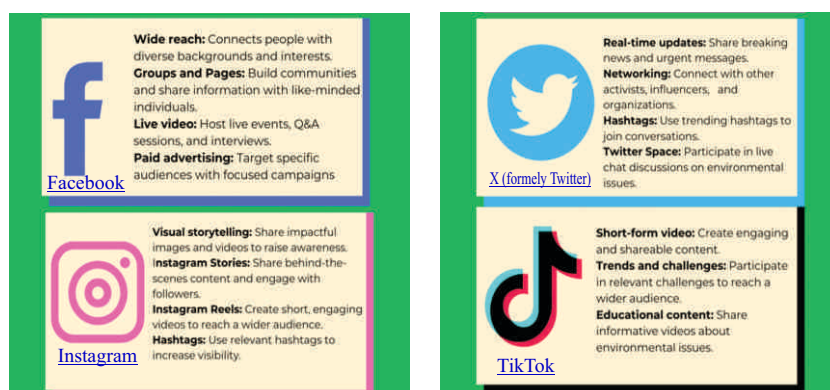 Wide reach: Connects people with
diverse backgrounds and interests.
Groups and Pages: Build communities
and share information with like-minded
individuals.
Live video: Host live events, Q&A
sessions, and interviews.
Paid advertising: Target specific
audiences with focused campaigns
Facebook
Visual storytelling: Share impactful
images and videos to raise awareness.
Instagram Stories: Share behind-the-
scenes content and engage with
followers.
Instagram Reels: Create short, engaging
videos to reach a wider audience.
Hashtags: Use relevant hashtags to
increase visibility.
Instagram
Real-time updates: Share breaking
news and urgent messages.
Networking: Connect with other
activists, influencers, and
organizations.
Hashtags: Use trending hashtags to
join conversations.
Twitter Space: Participate in live
chat discussions on environmental
issues.
X (formely Twitter)
Short-form video: Create engaging
and shareable content.
Trends and challenges: Participate
in relevant challenges to reach a
wider audience.
Educational content: Share
informative videos about
environmental issues.
TikTok